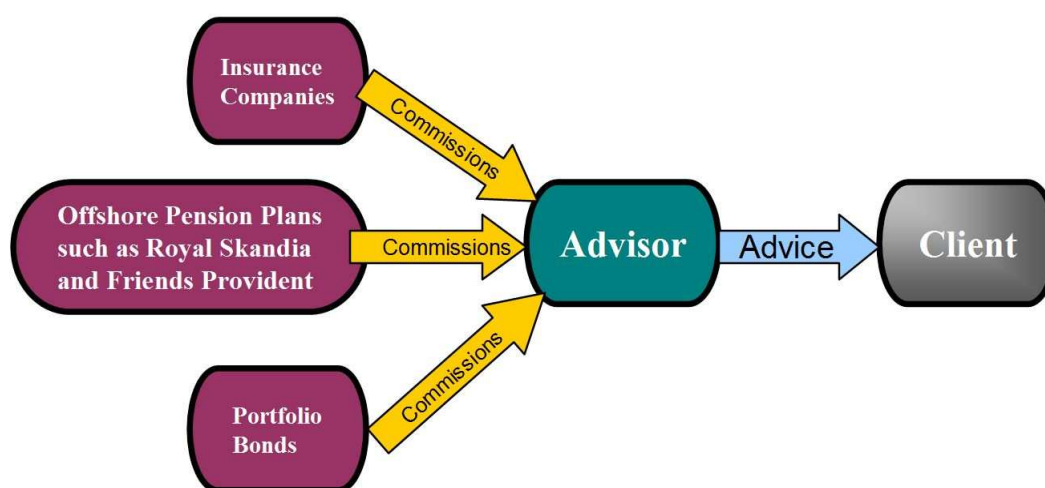 Insurance
Companies
Commissions
Offshore Pension Plans
such as Royal Skandia
and Friends Provident
Commissions
Advisor
Advice
Client
Commissions
Portfolio
Bonds